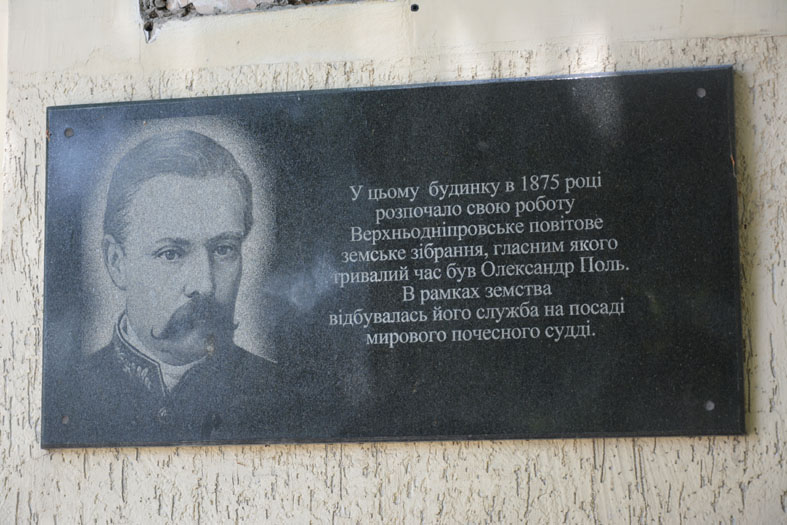 У цьому будинку в 1875 році
розпочало свою роботу
Верхньодніпровське повітове
земське зібрання, гласним якого
тривалий час був Олександр Поль.
В рамках земства
відбувалась його служба на посаді
мирового почесного судді.